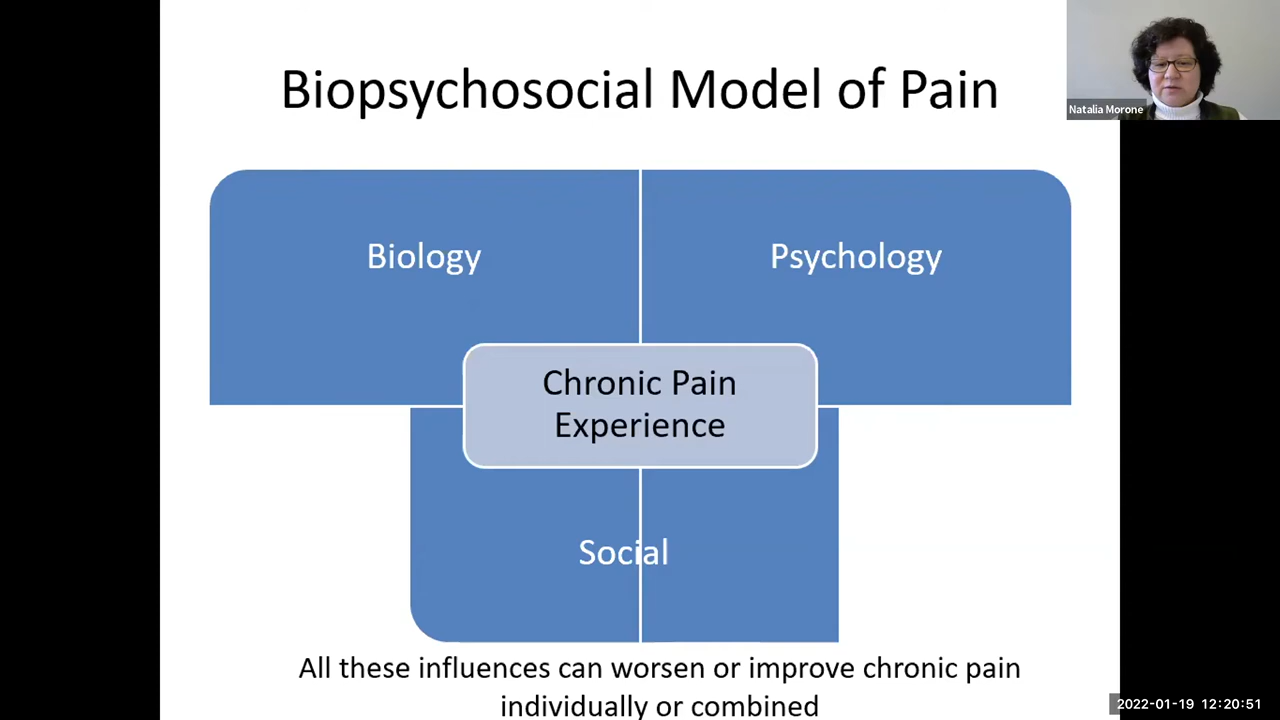 Biopsychosocial Model of Pain
Natalia Morone
Biology
Psychology
Chronic Pain
Experience
Social
All these influences can worsen or improve chronic pain
individually or combined
2022-01-19 12:20:51